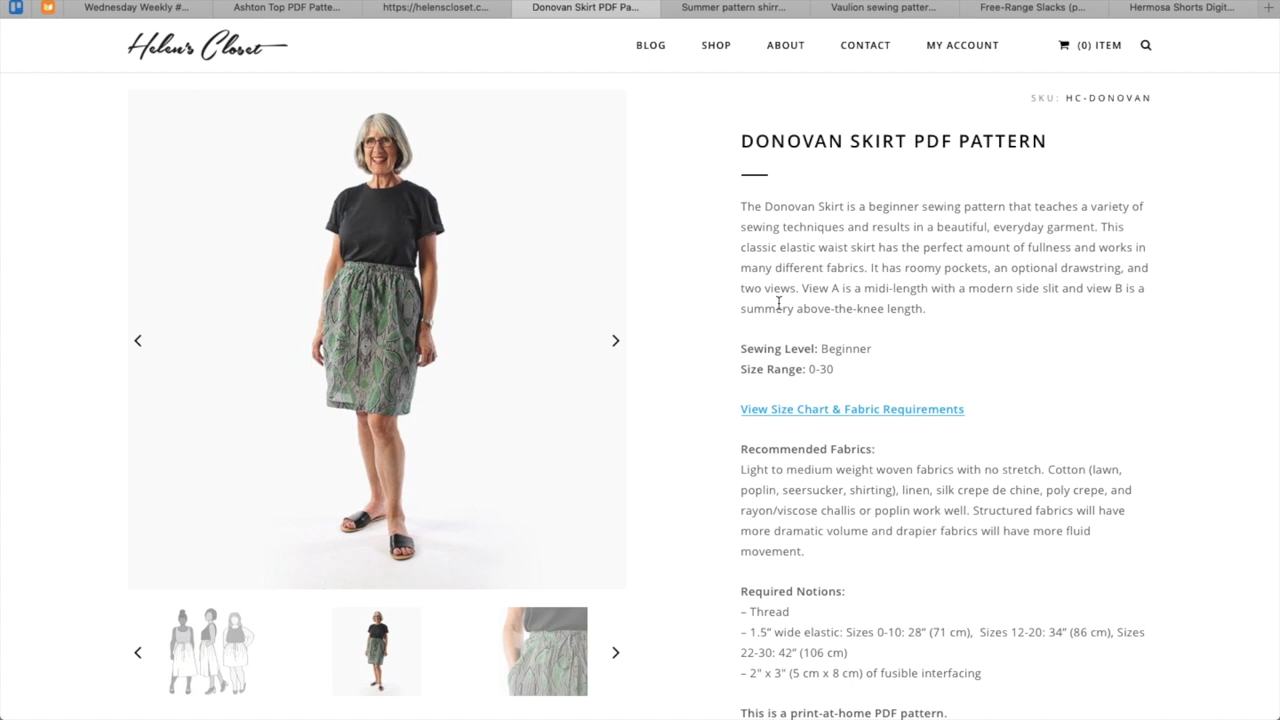 Wednesday Weekly #...
Ashton Top PDF Patte...
https://helenscloset.c...
Donovan Skirt PDF Pa...
Summer pattern shirr...
Vaulion sewing patter...
Free-Range Slacks (p...
Hermosa Shorts Digit...
Helen's Closet
BLOG
SHOP
ABOUT
CONTACT
MY ACCOUNT
(0) ITEM
SKU: HC-DONOVAN
DONOVAN SKIRT PDF PATTERN
The Donovan Skirt is a beginner sewing pattern that teaches a variety of
sewing techniques and results in a beautiful, everyday garment. This
classic elastic waist skirt has the perfect amount of fullness and works in
many different fabrics. It has roomy pockets, an optional drawstring, and
two views. View A is a midi-length with a modern side slit and view B is a
summery above-the-knee length.
Sewing Level: Beginner
Size Range: 0-30
View Size Chart & Fabric Requirements
Recommended Fabrics:
Light to medium weight woven fabrics with no stretch. Cotton (lawn,
poplin, seersucker, shirting), linen, silk crepe de chine, poly crepe, and
rayon/viscose challis or poplin work well. Structured fabrics will have
more dramatic volume and drapier fabrics will have more fluid
movement.
Required Notions:
– Thread
– 1.5” wide elastic: Sizes 0-10: 28” (71 cm), Sizes 12-20: 34” (86 cm), Sizes
22-30: 42” (106 cm)
– 2" x 3" (5 cm x 8 cm) of fusible interfacing
This is a print-at-home PDF pattern.